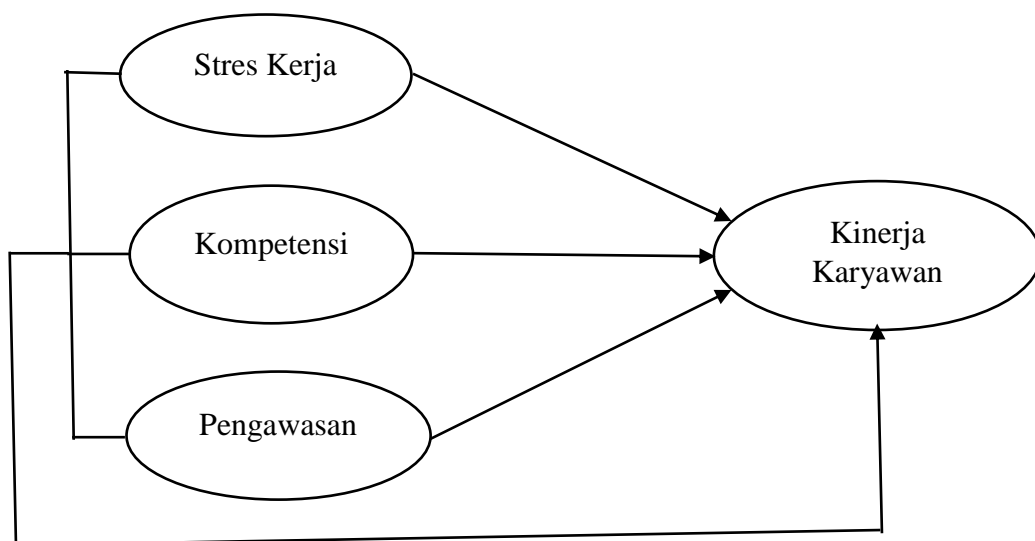 Stres Kerja
Kompetensi
Kinerja
Karyawan
Pengawasan